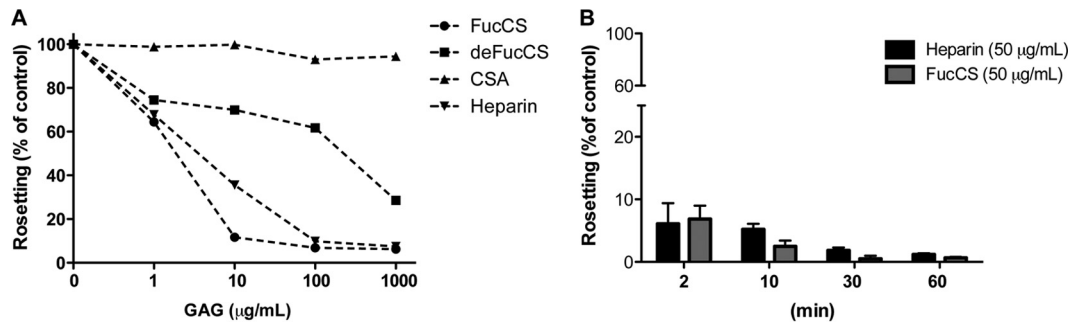 A
FucCS
deFucCS
CSA
Heparin
Rosetting (% of control)
100
80
60
40
20
0
0 1 10 100 1000
GAG (μg/mL)
B
Heparin (50 μg/mL)
FucCS (50 μg/mL)
Rosetting (%of control)
100
60
20
10
0
2 10 30 60
(min)